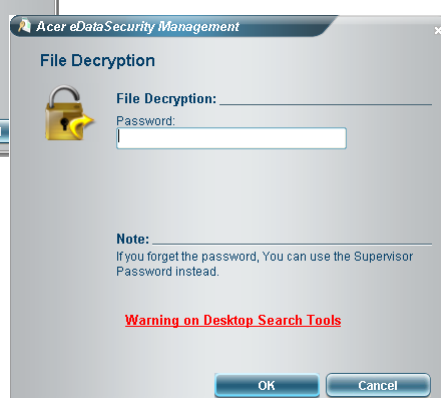 Acer eDataSecurity Management
File Decryption
File Decryption:
Password:
Note:
If you forget the password, You can use the Supervisor
Password instead.
Warning on Desktop Search Tools
OK Cancel